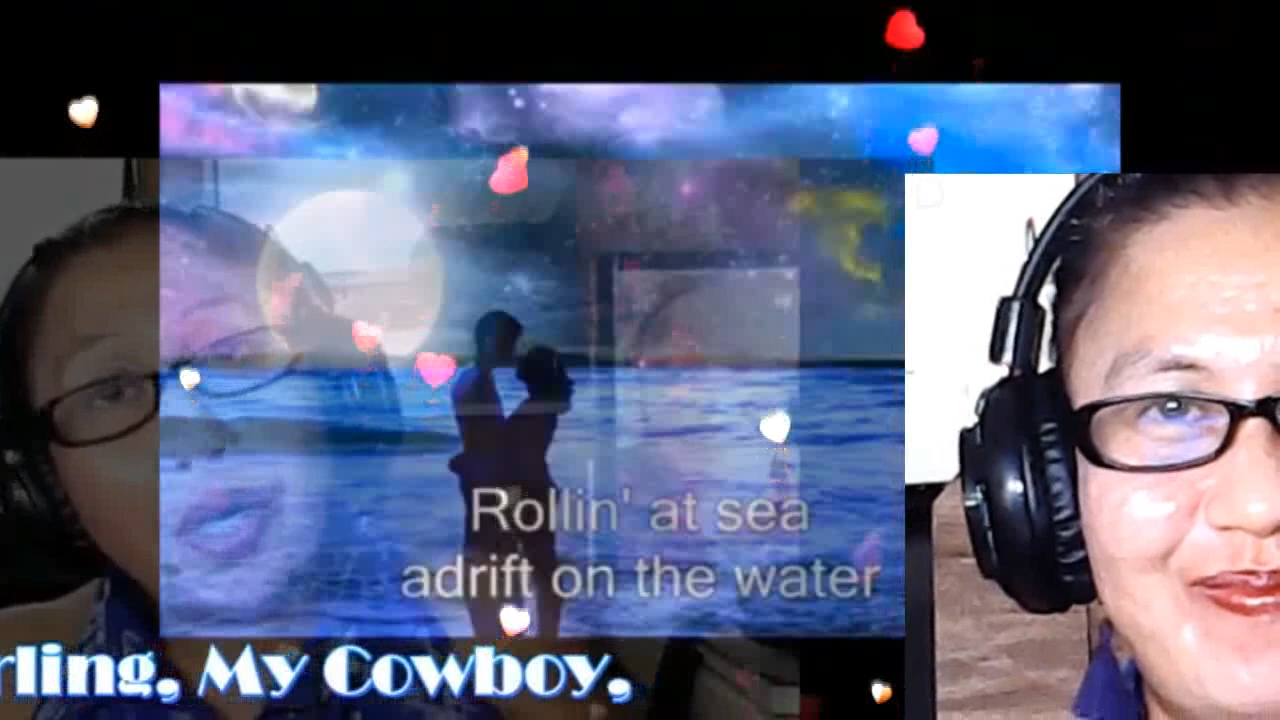 Rollin' at sea
adrift on the water
rling, My Cowboy,